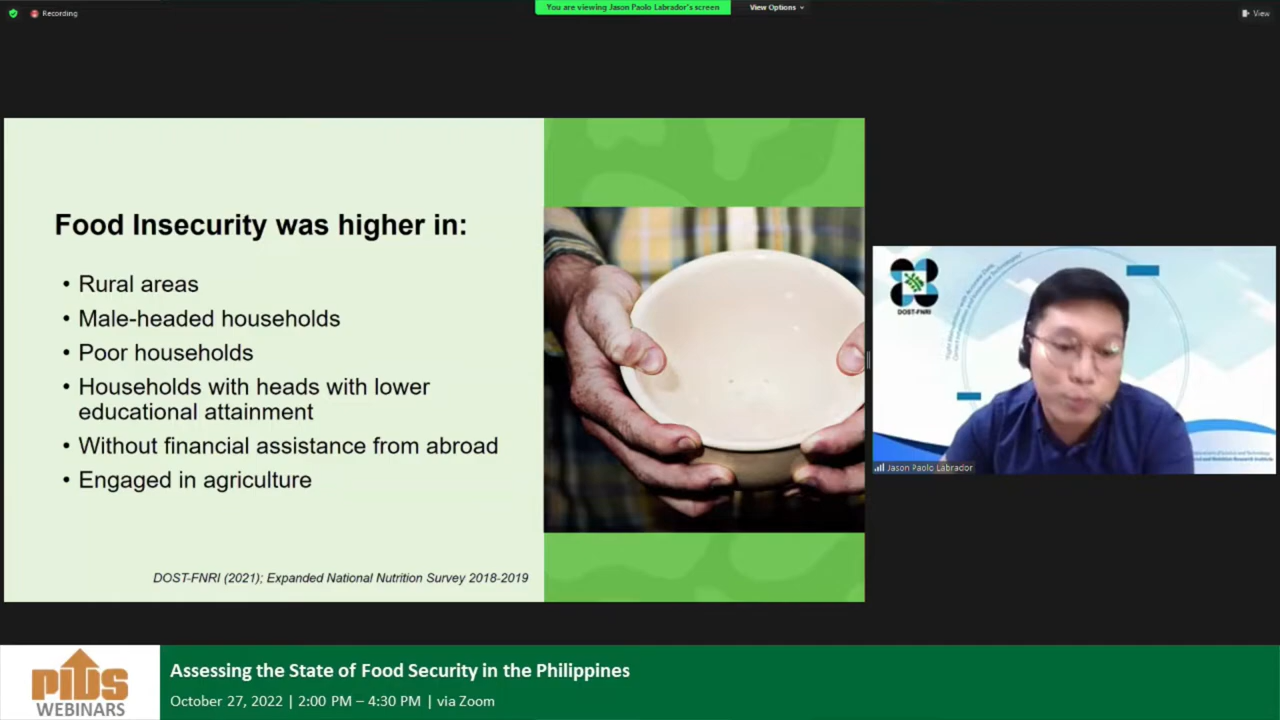 Recording
You are viewing Jason Paolo Labrador's screen
View Options
View
Food Insecurity was higher in:
• Rural areas
• Male-headed households
• Poor households
• Households with heads with lower
educational attainment
• Without financial assistance from abroad
• Engaged in agriculture
DOST-FNRI (2021); Expanded National Nutrition Survey 2018-2019
DOST-FNRI
Jason Paolo Labrador
PIDS
WEBINARS
Assessing the State of Food Security in the Philippines
October 27, 2022 | 2:00 PM – 4:30 PM | via Zoom